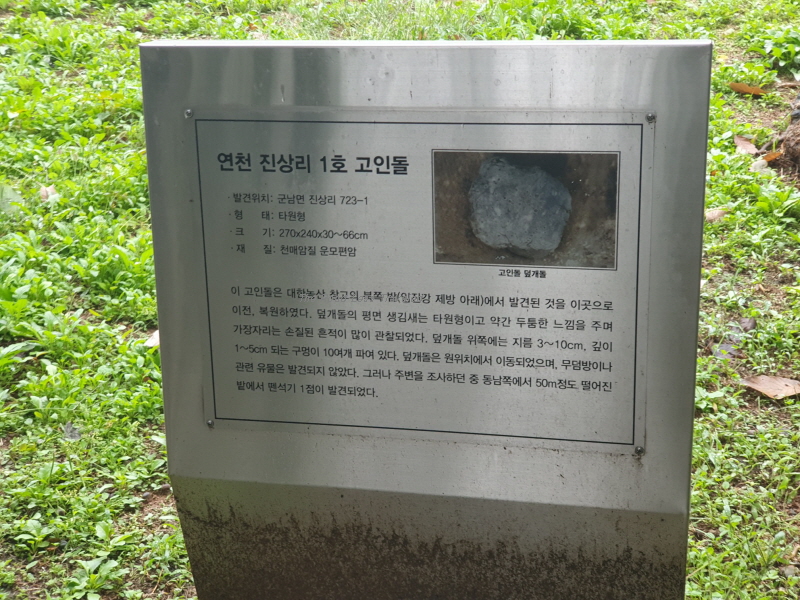 연천 진상리 1호 고인돌
· 발견위치: 군남면 진상리 723-1
· 형 태: 타원형
· 크 기: 270x240x30~66cm
· 재 질: 천매암질 운모편암
고인돌 덮개돌
이 고인돌은 대한농산 창고의 북쪽 밭(임진강 제방 아래)에서 발견된 것을 이곳으로
이전, 복원하였다. 덮개돌의 평면 생김새는 타원형이고 약간 두툼한 느낌을 주며
가장자리는 손질된 흔적이 많이 관찰되었다. 덮개돌 위쪽에는 지름 3~10cm, 깊이
1~5cm 되는 구멍이 10여개 파여 있다. 덮개돌은 원위치에서 이동되었으며, 무덤방이나
관련 유물은 발견되지 않았다. 그러나 주변을 조사하던 중 동남쪽에서 50m정도 떨어진
밭에서 뗀석기 1점이 발견되었다.